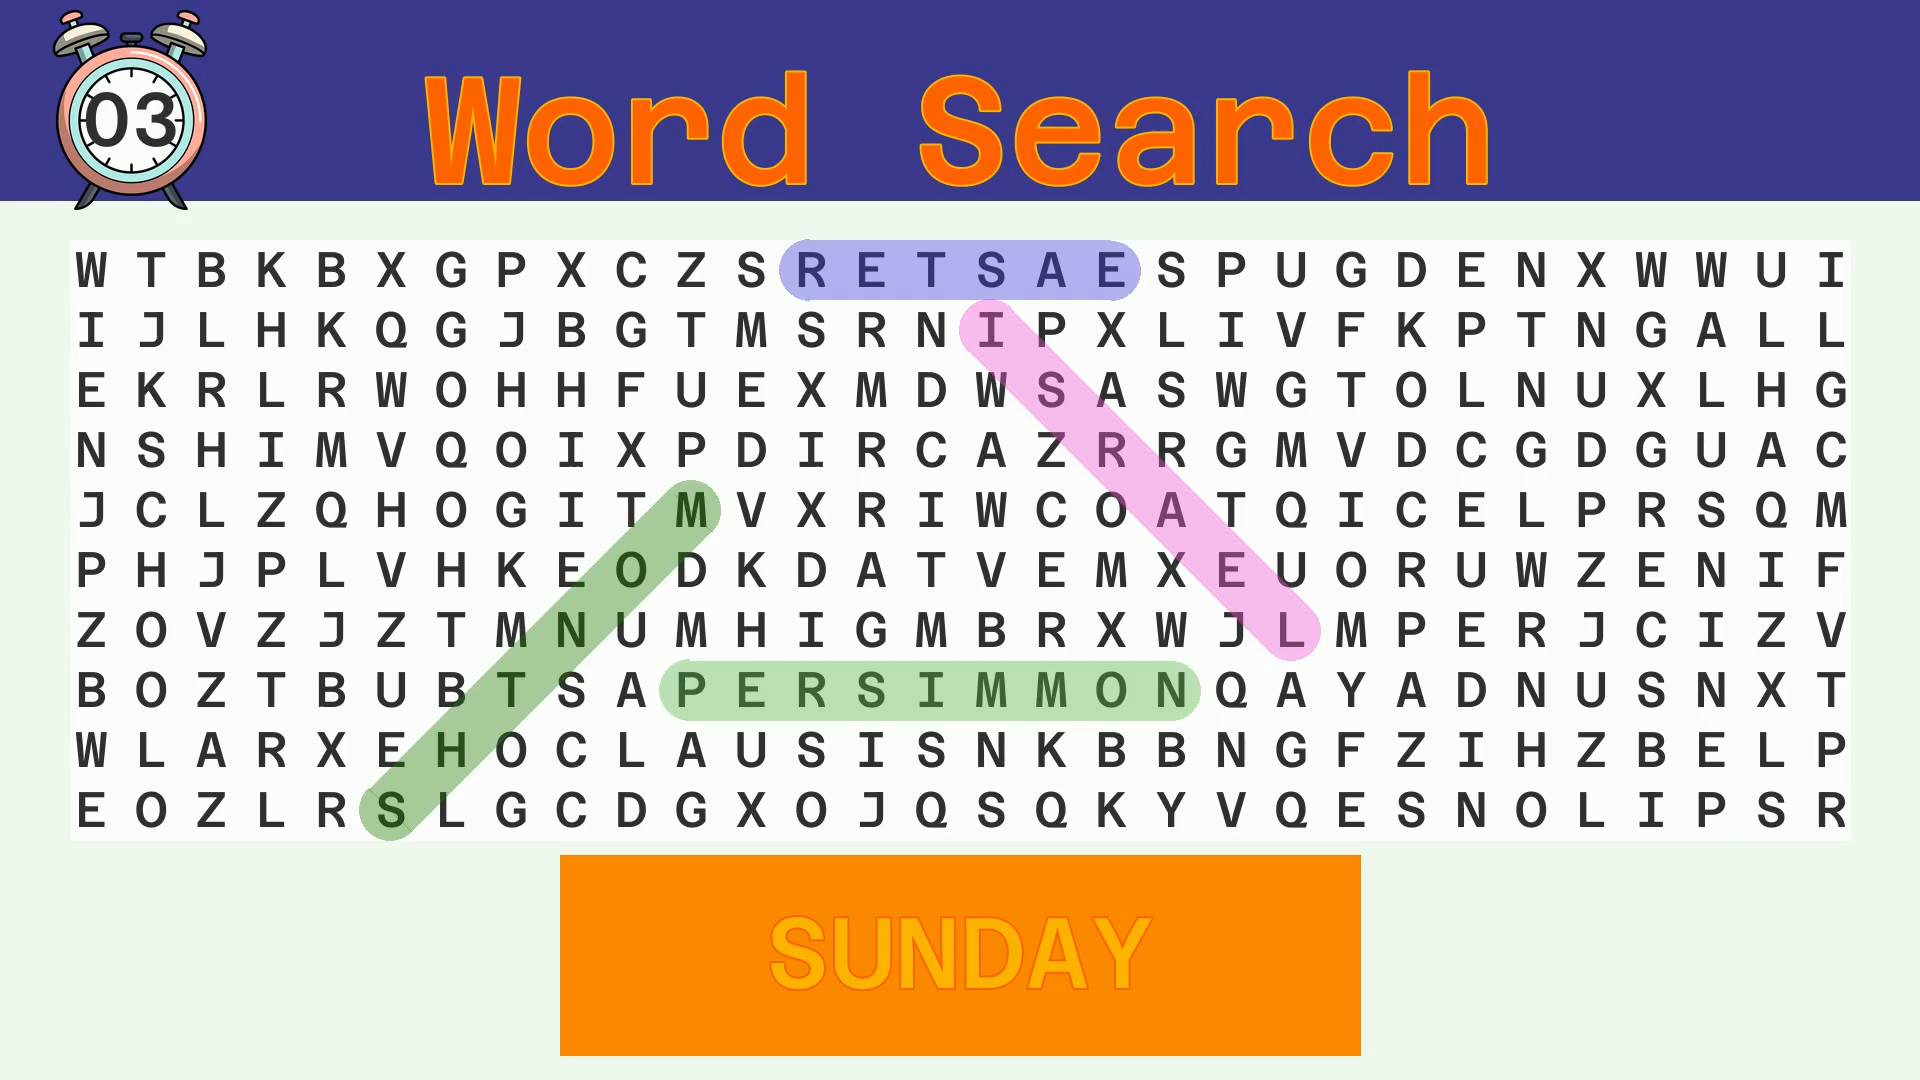 03
Word Search
W T B K B X G P X C Z S R E T S A E S P U G D E N X W W U I
I J L H K Q G J B G T M S R N I P X L I V F K P T N G A L L
E K R L R W O H H F U E X M D W S A S W G T O L N U X L H G
N S H I M V Q O I X P D I R C A Z R R G M V D C G D G U A C
J C L Z Q H O G I T M V X R I W C O A T Q I C E L P R S Q M
P H J P L V H K E O D K D A T V E M X E U O R U W Z E N I F
Z O V Z J Z T M N U M H I G M B R X W J L M P E R J C I Z V
B O Z T B U B T S A P E R S I M M O N Q A Y A D N U S N X T
W L A R X E H O C L A U S I S N K B B N G F Z I H Z B E L P
E O Z L R S L G C D G X O J Q S Q K Y V Q E S N O L I P S R
SUNDAY